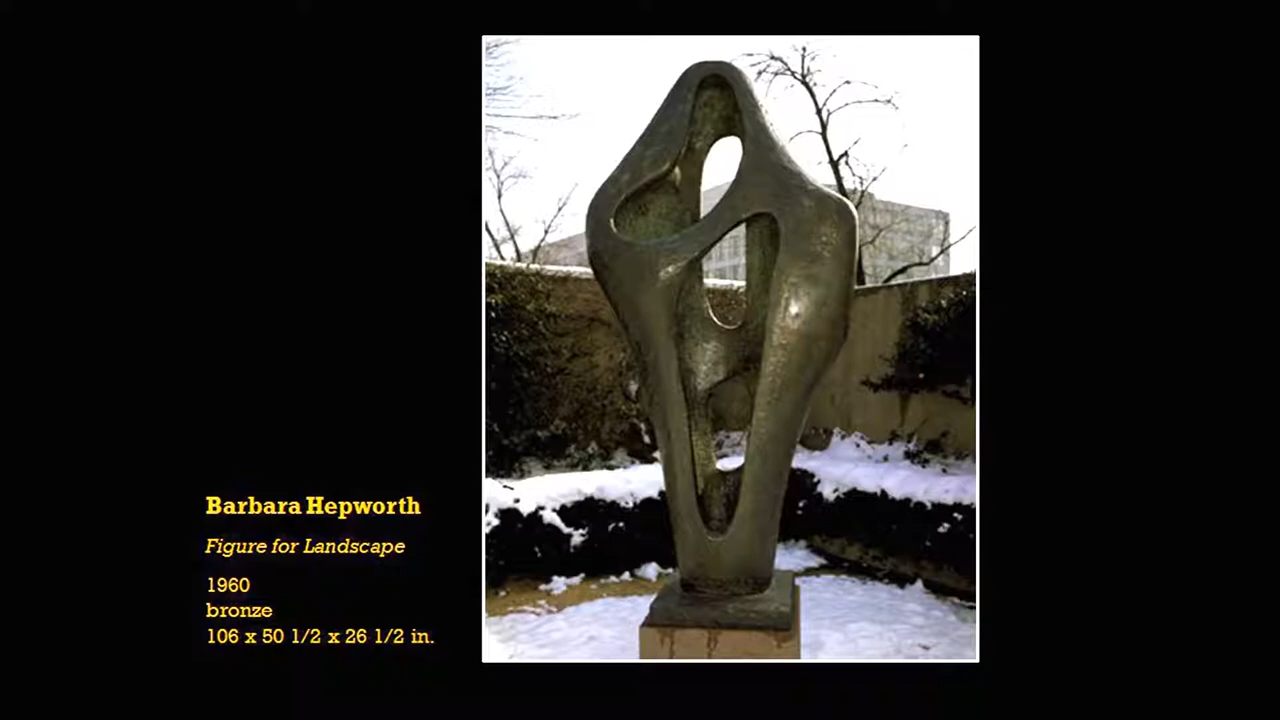 Barbara Hepworth
Figure for Landscape
1960
bronze
106 x 50 1/2 x 26 1/2 in.